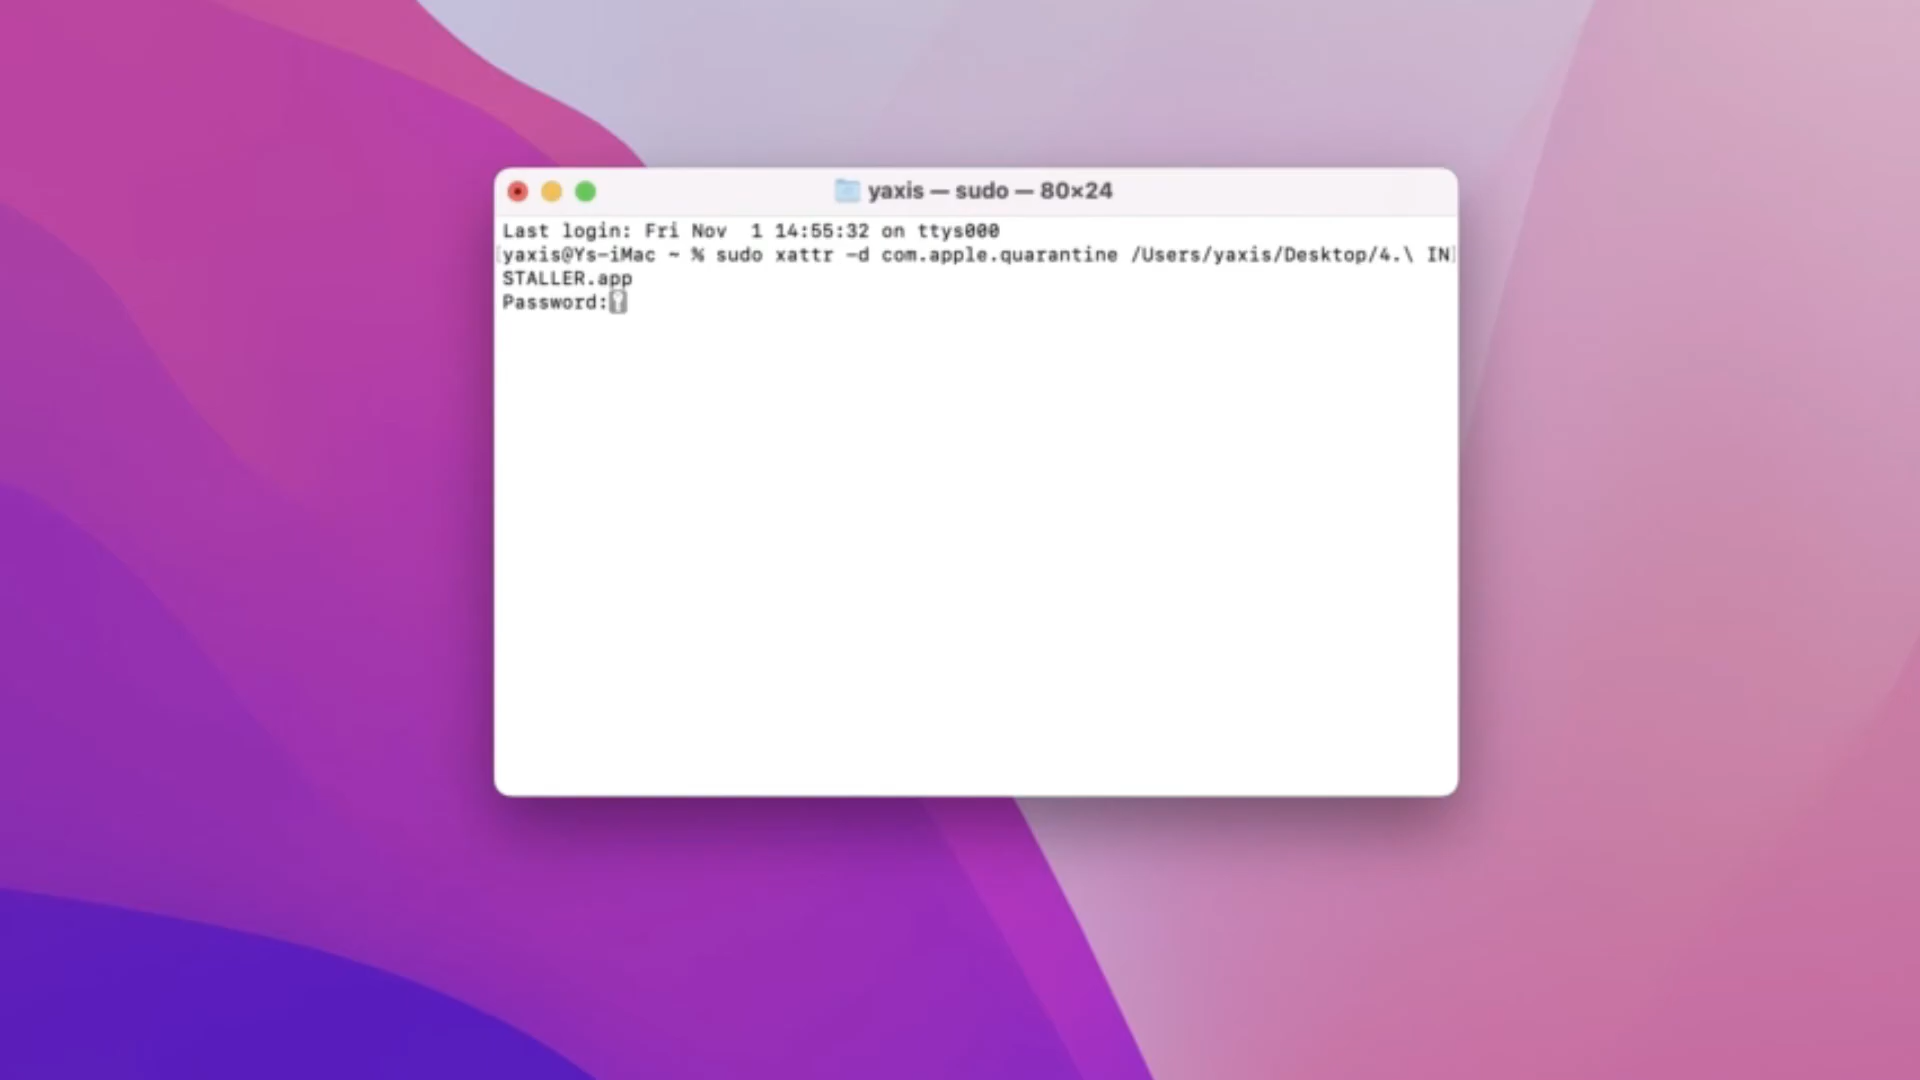 yaxis — sudo — 80×24
Last login: Fri Nov  1 14:55:32 on ttys000
yaxis@Ys-iMac ~ % sudo xattr -d com.apple.quarantine /Users/yaxis/Desktop/4.\ IN
STALLER.app
Password: